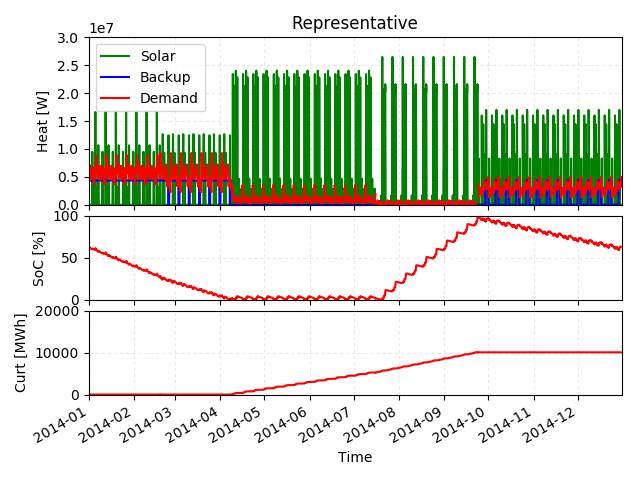 Representative
1e7
3.0
2.5
2.0
1.5
1.0
0.5
0.0
Heat [W]
Solar
Backup
Demand
100
50
0
SoC [%]
20000
10000
0
Curt [MWh]
2014-01
2014-02
2014-03
2014-04
2014-05
2014-06
2014-07
2014-08
2014-09
2014-10
2014-11
2014-12
Time